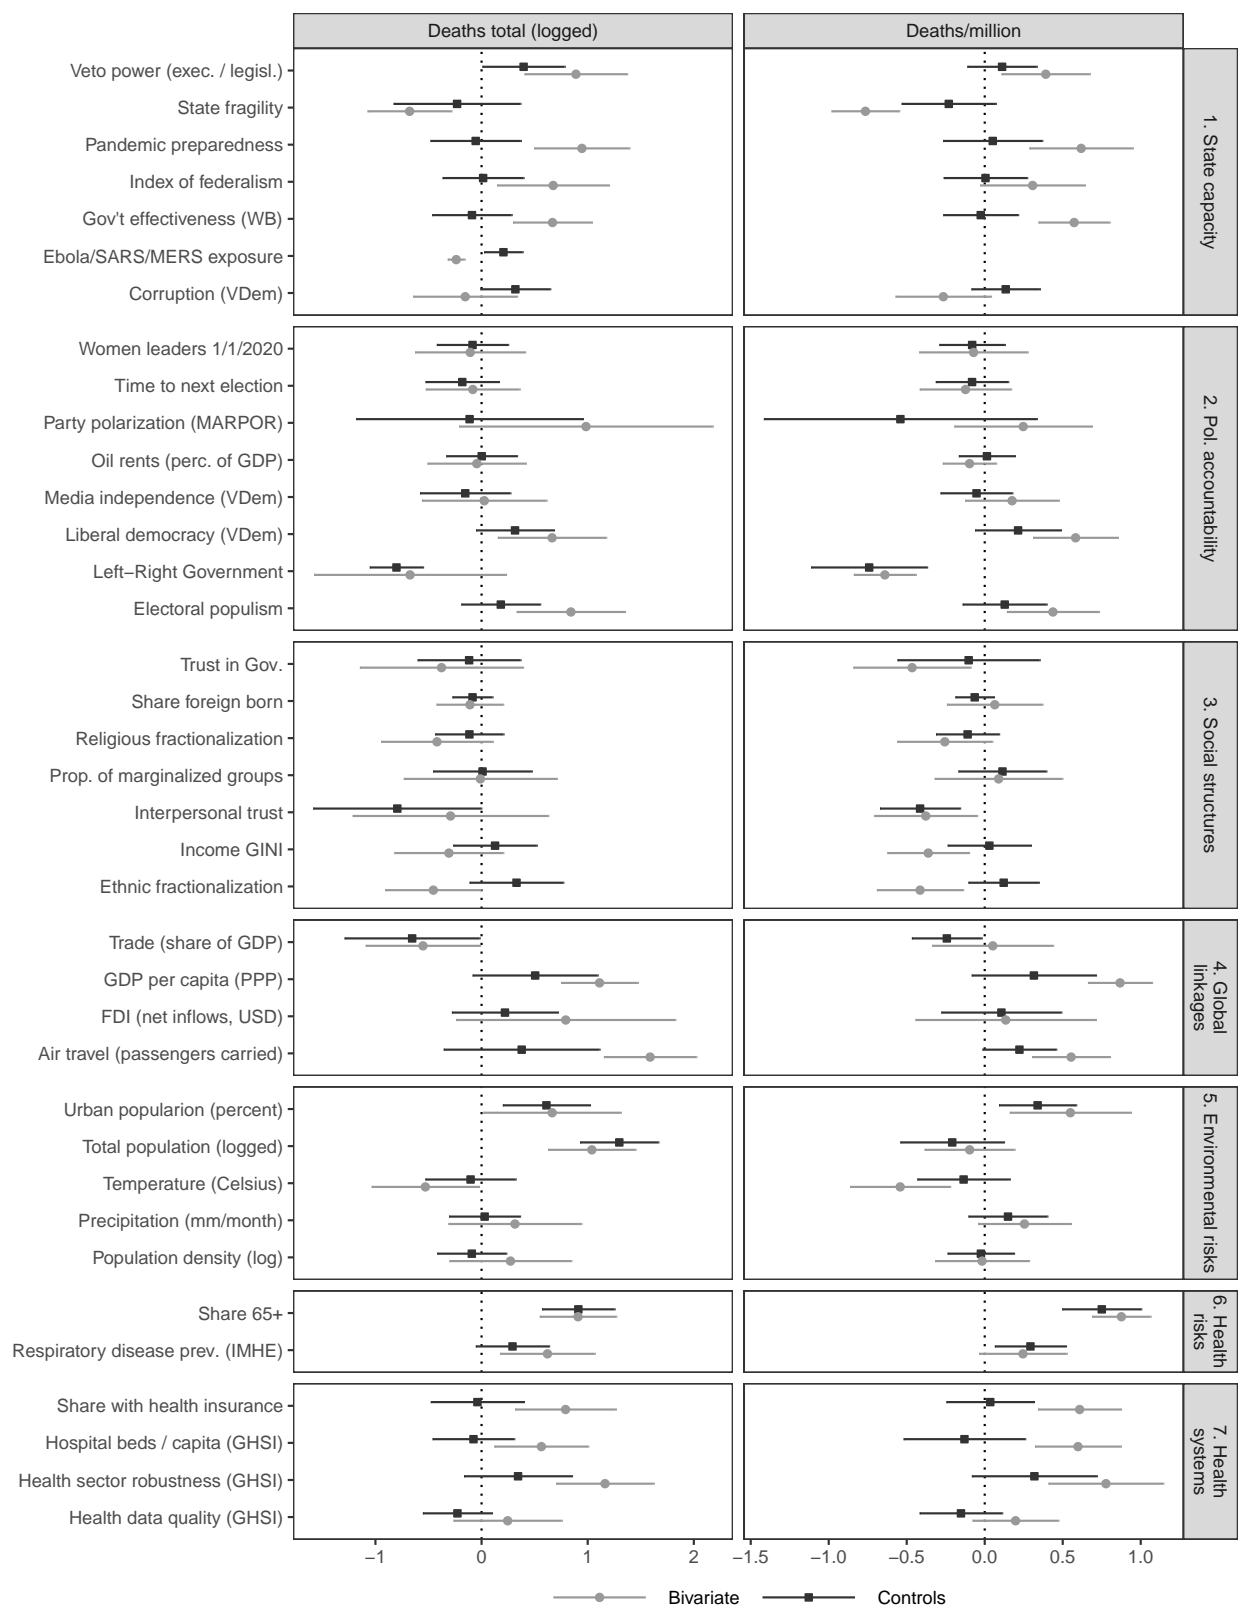 Deaths total (logged)
Deaths/million
Veto power (exec. / legisl.)
State fragility
Pandemic preparedness
Index of federalism
Gov't effectiveness (WB)
Ebola/SARS/MERS exposure
Corruption (VDem)
1. State capacity
Women leaders 1/1/2020
Time to next election
Party polarization (MARPOR)
Oil rents (perc. of GDP)
Media independence (VDem)
Liberal democracy (VDem)
Left−Right Government
Electoral populism
2. Pol. accountability
Trust in Gov.
Share foreign born
Religious fractionalization
Prop. of marginalized groups
Interpersonal trust
Income GINI
Ethnic fractionalization
3. Social structures
Trade (share of GDP)
GDP per capita (PPP)
FDI (net inflows, USD)
Air travel (passengers carried)
4. Global
linkages
Urban popularion (percent)
Total population (logged)
Temperature (Celsius)
Precipitation (mm/month)
Population density (log)
5. Environmental risks
Share 65+
Respiratory disease prev. (IMHE)
6. Health
risks
Share with health insurance
Hospital beds / capita (GHSI)
Health sector robustness (GHSI)
Health data quality (GHSI)
7. Health
systems
−1 0 1 2
−1.5 −1.0 −0.5 0.0 0.5 1.0
Bivariate Controls